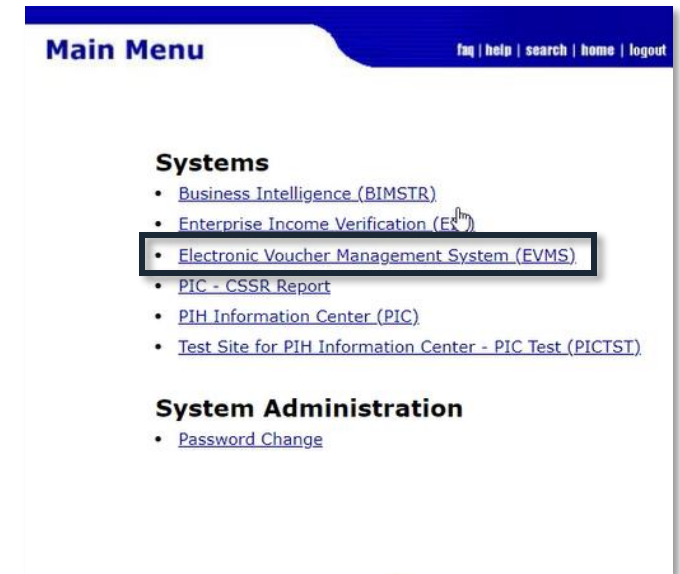 Main Menu
faq | help | search | home | logout
Systems
• Business Intelligence (BIMSTR)
• Enterprise Income Verification
• Electronic Voucher Management System (EVMS)
• PIC - CSSR Report
• PIH Information Center (PIC)
• Test Site for PIH Information Center - PIC Test (PICTST)
System Administration
• Password Change